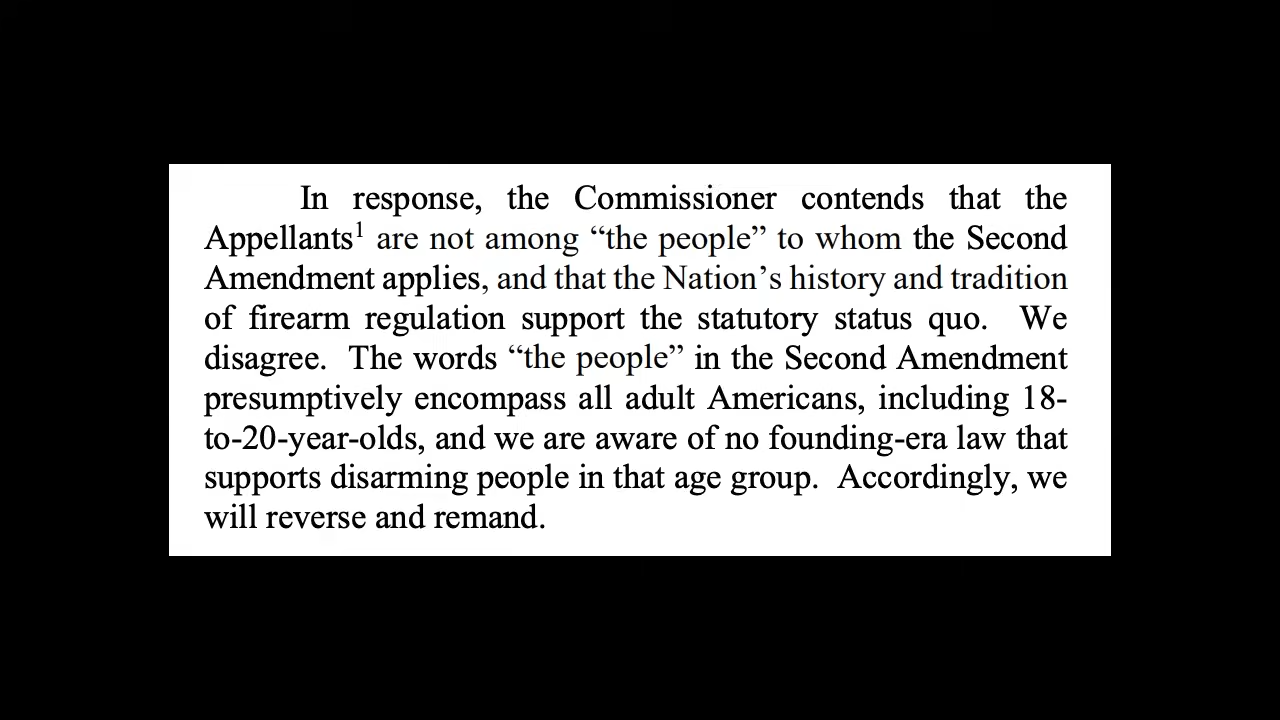 In response, the Commissioner contends that the
Appellants¹ are not among “the people” to whom the Second
Amendment applies, and that the Nation’s history and tradition
of firearm regulation support the statutory status quo. We
disagree. The words “the people” in the Second Amendment
presumptively encompass all adult Americans, including 18-
to-20-year-olds, and we are aware of no founding-era law that
supports disarming people in that age group. Accordingly, we
will reverse and remand.